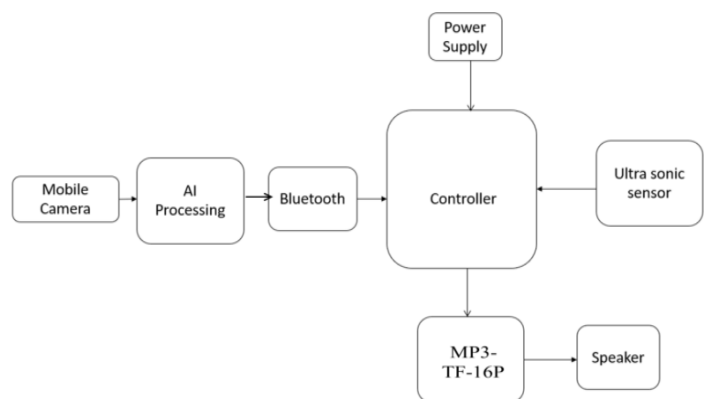 Power
Supply
Mobile
Camera
AI
Processing
Bluetooth
Controller
Ultra sonic
sensor
MP3-
TF-16P
Speaker